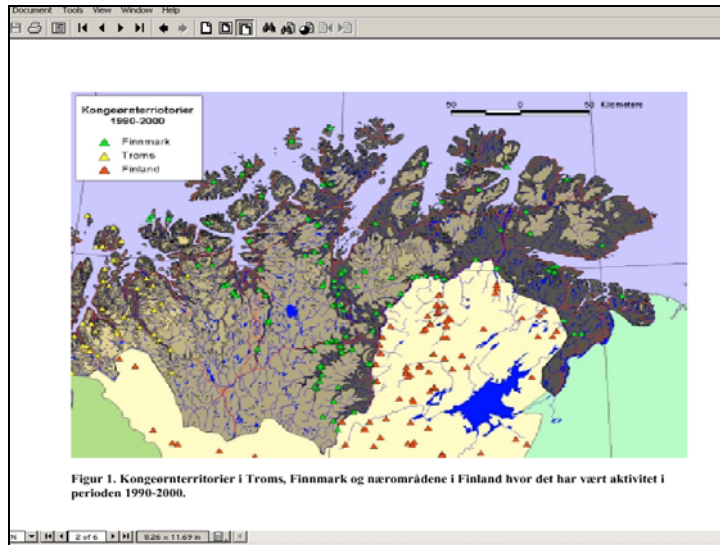 Document Tools View Window Help
Kongeørnterriotorier
1990-2000
Finnmark
Troms
Finland
50 0 50 Kilometers
Figur 1. Kongeørnterritorier i Troms, Finnmark og nærområdene i Finland hvor det har vært aktivitet i
perioden 1990-2000.
% 2 of 6 8.26 x 11.69 in